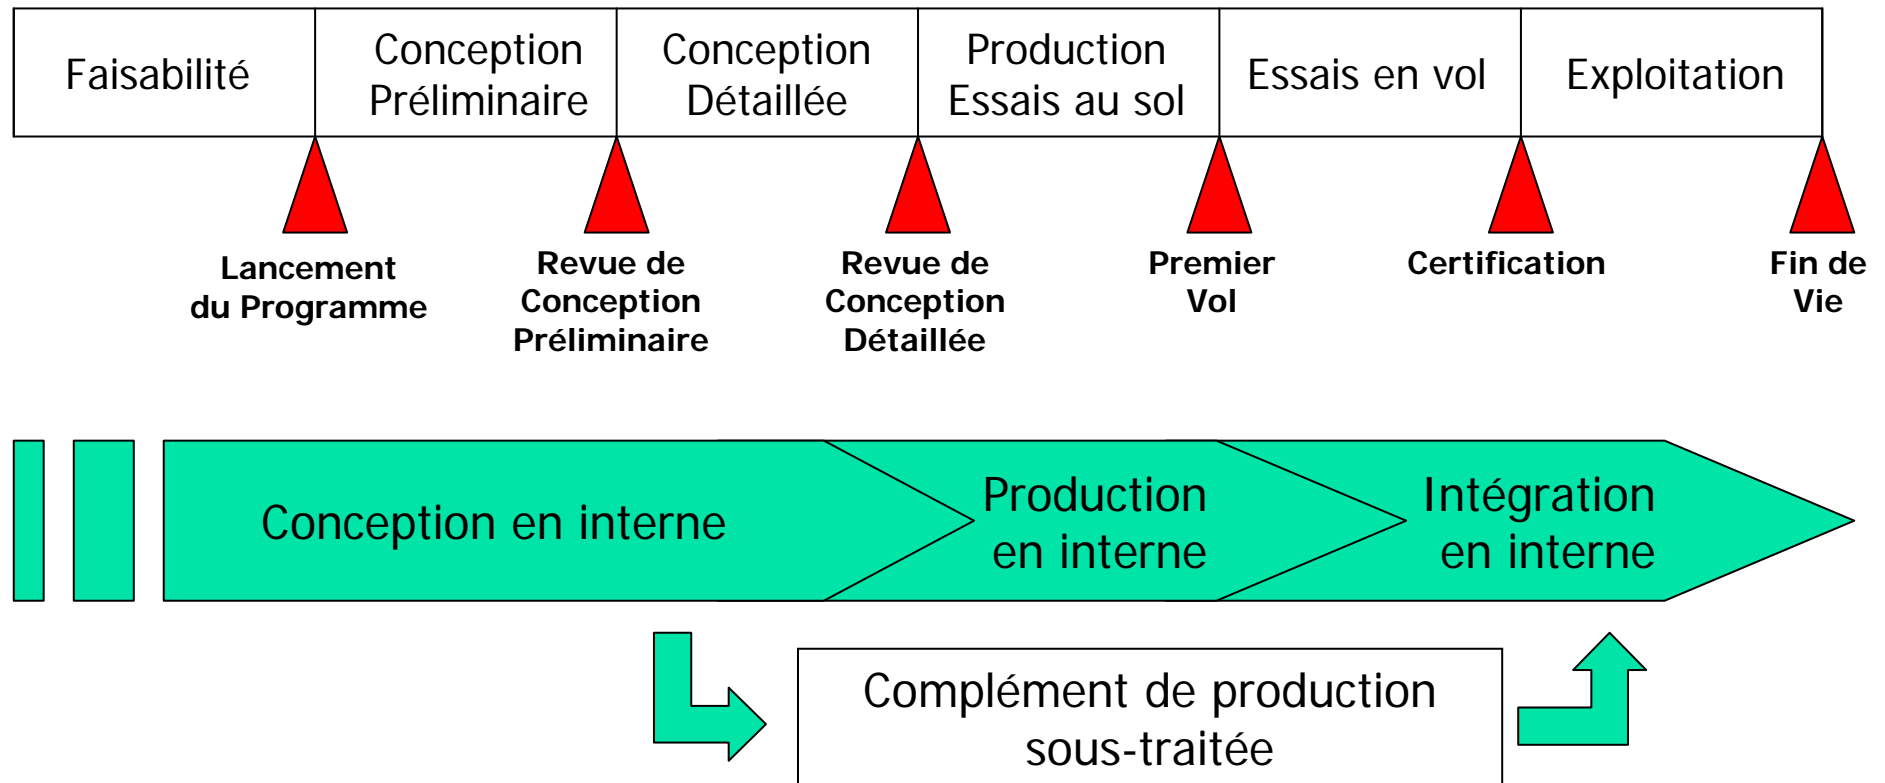 Faisabilité
Conception
Préliminaire
Conception
Détaillée
Production
Essais au sol
Essais en vol
Exploitation
Lancement
du Programme
Revue de
Conception
Préliminaire
Revue de
Conception
Détaillée
Premier
Vol
Certification
Fin de
Vie
Conception en interne
Production
en interne
Intégration
en interne
Complément de production
sous-traitée